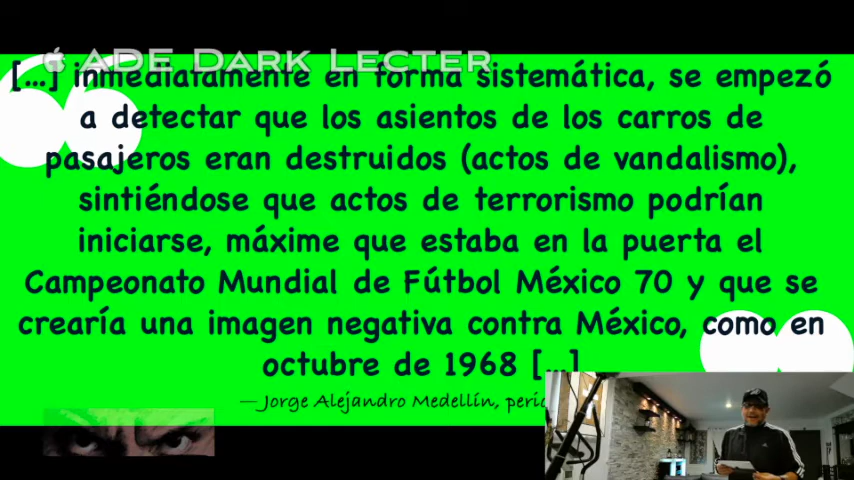 ADE DARK LECTER
[...] inmediatamente en forma sistemática, se empezó
a detectar que los asientos de los carros de
pasajeros eran destruidos (actos de vandalismo),
sintiéndose que actos de terrorismo podrían
iniciarse, máxime que estaba en la puerta el
Campeonato Mundial de Fútbol México 70 y que se
crearía una imagen negativa contra México, como en
octubre de 1968 [...]
— Jorge Alejandro Medellín,